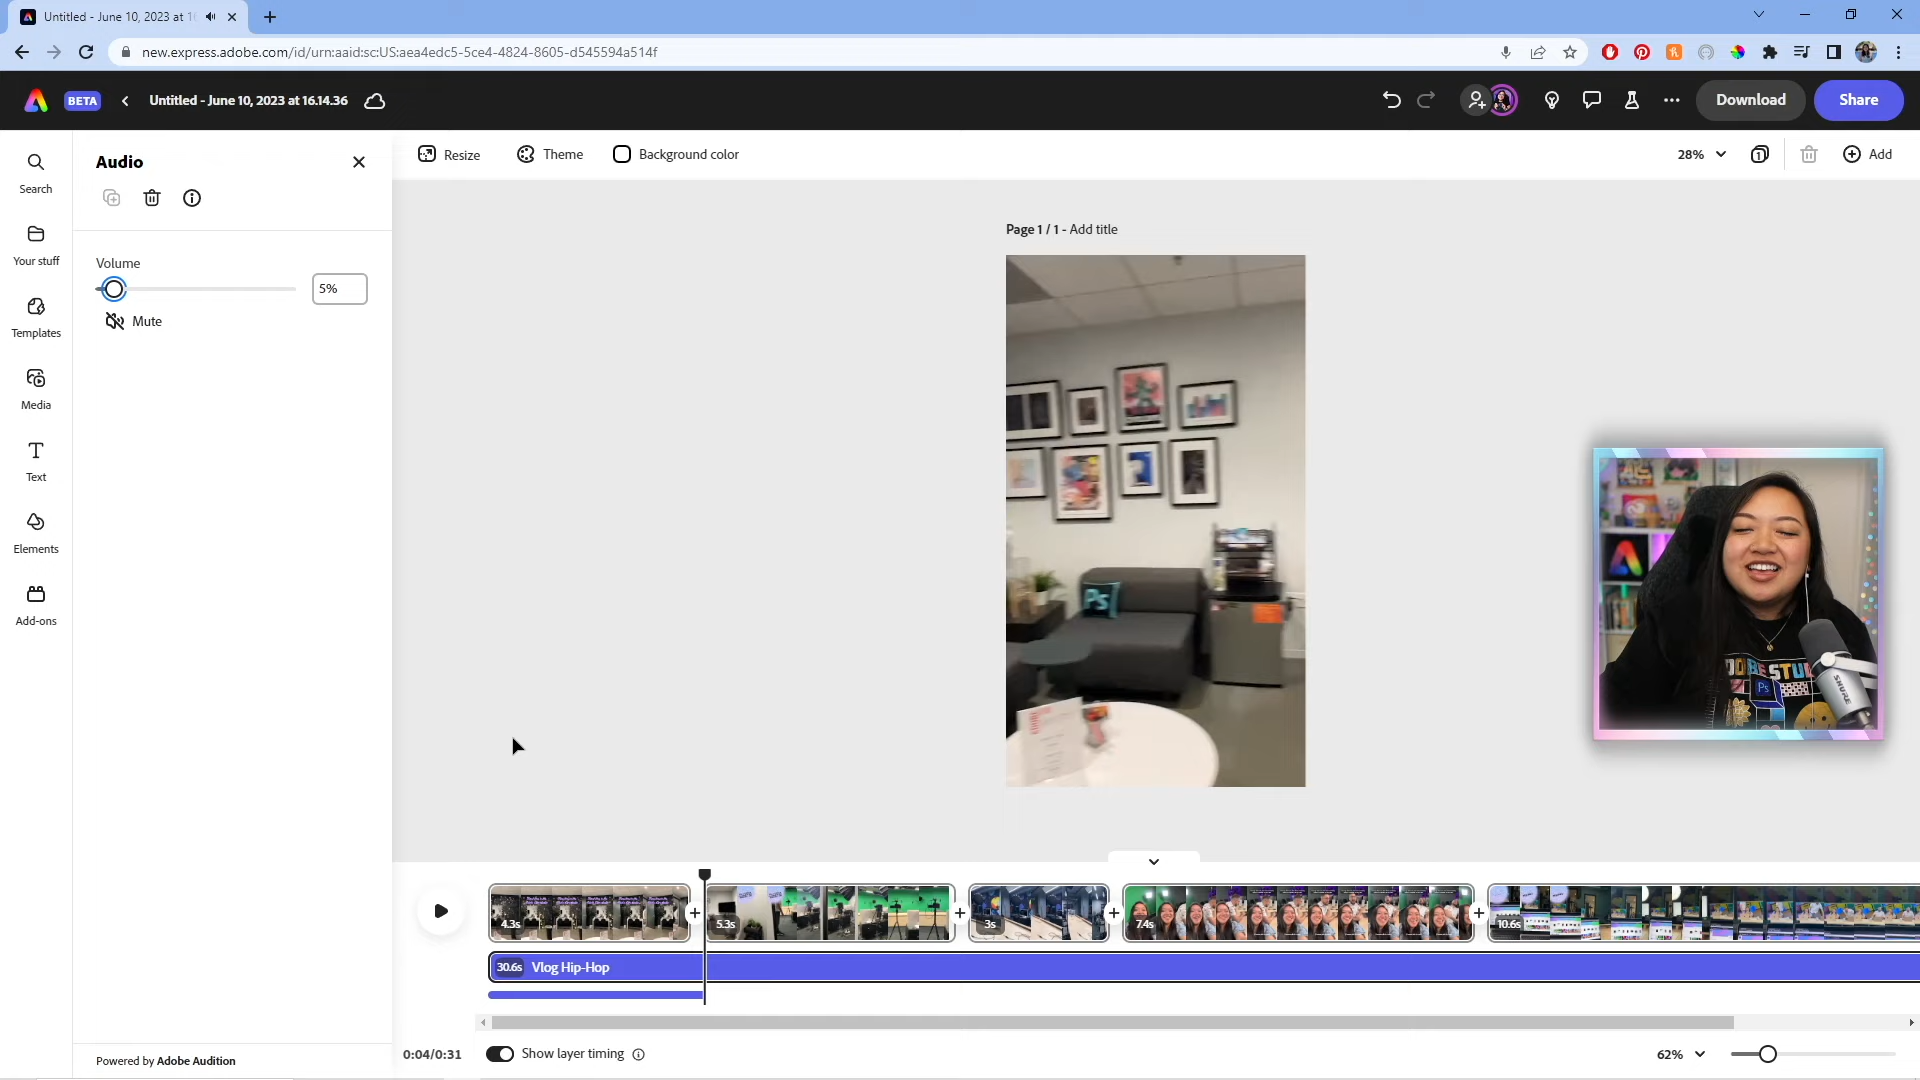 Untitled - June 10, 2023 at 1
new.express.adobe.com/id/urn:aaid:sc:US:aea4edc5-5ce4-4824-8605-d545594a514f
BETA
Untitled - June 10, 2023 at 16.14.36
Download
Share
Search
Your stuff
Templates
Media
Text
Elements
Add-ons
Audio
Volume
5%
Mute
Powered by Adobe Audition
Resize
Theme
Background color
28%
1
Add
Page 1 / 1 - Add title
Ps
Ps
SHURE
4.3s
5.3s
3s
7.4s
10.6s
30.6s Vlog Hip-Hop
0:04/0:31
Show layer timing
62%